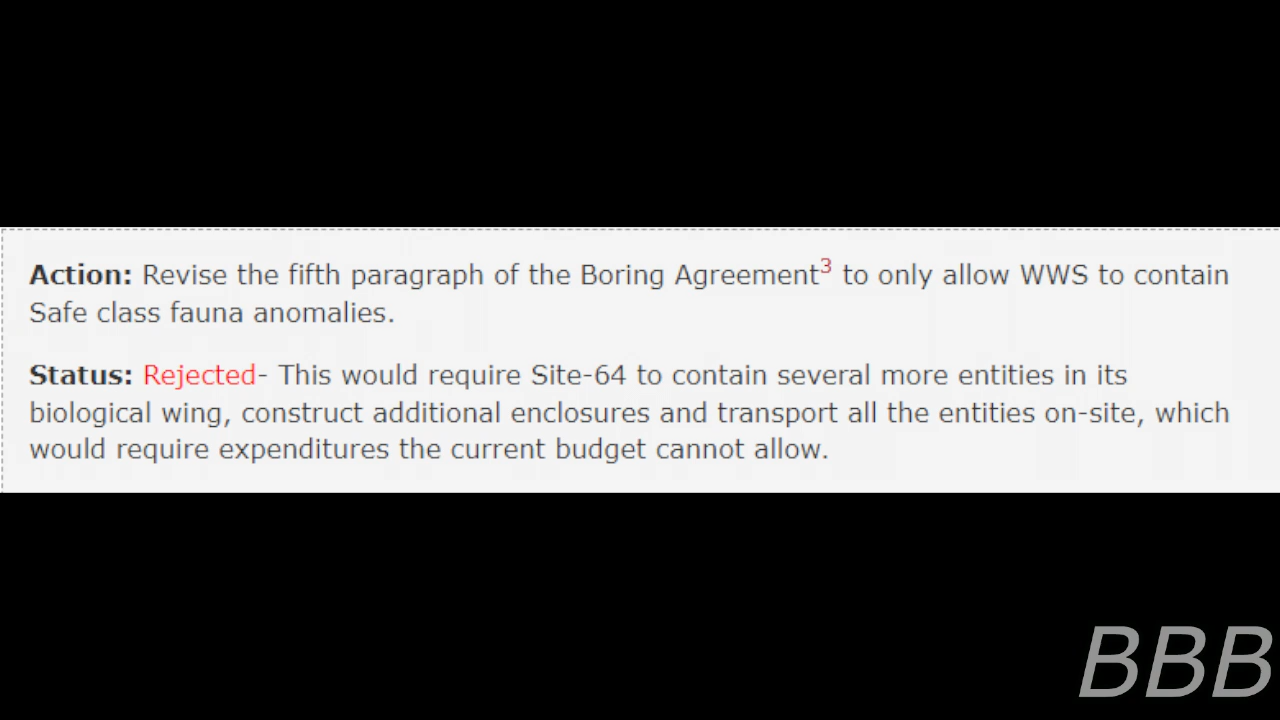 Action: Revise the fifth paragraph of the Boring Agreement3 to only allow WWS to contain
Safe class fauna anomalies.
Status: Rejected- This would require Site-64 to contain several more entities in its
biological wing, construct additional enclosures and transport all the entities on-site, which
would require expenditures the current budget cannot allow.
BBB